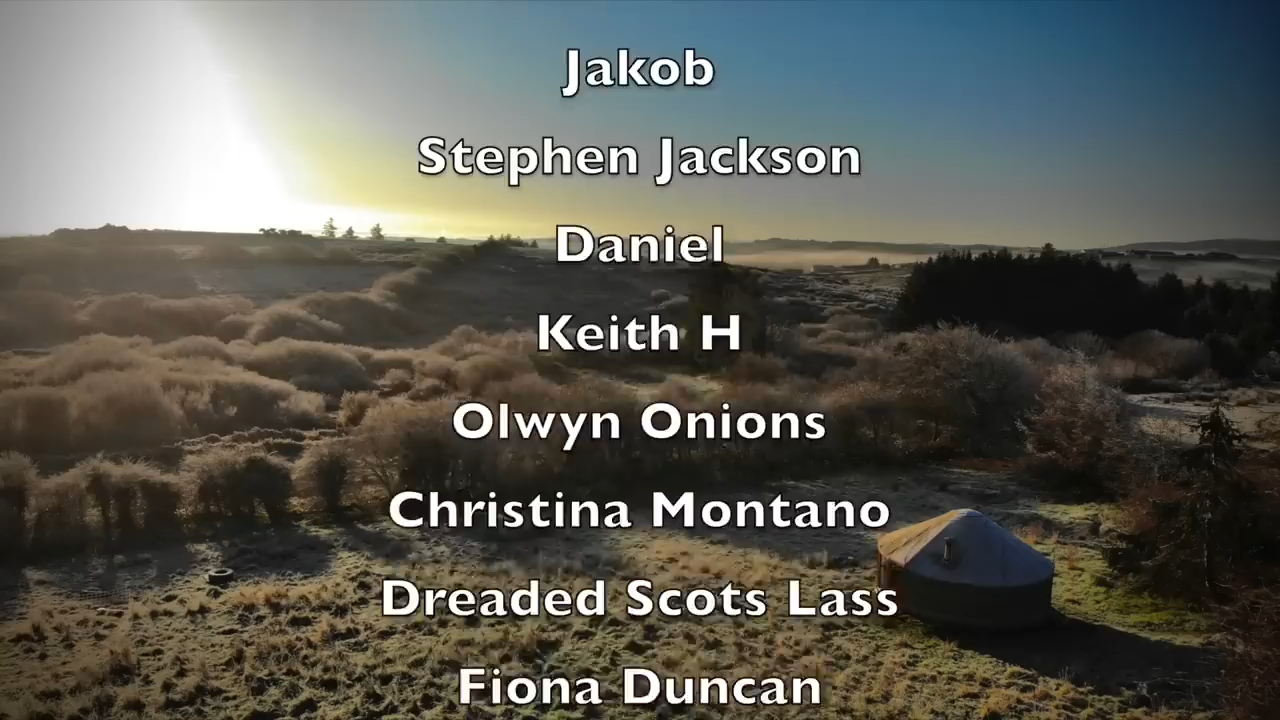 Jakob
Stephen Jackson
Daniel
Keith H
Olwyn Onions
Christina Montano
Dreaded Scots Lass
Fiona Duncan